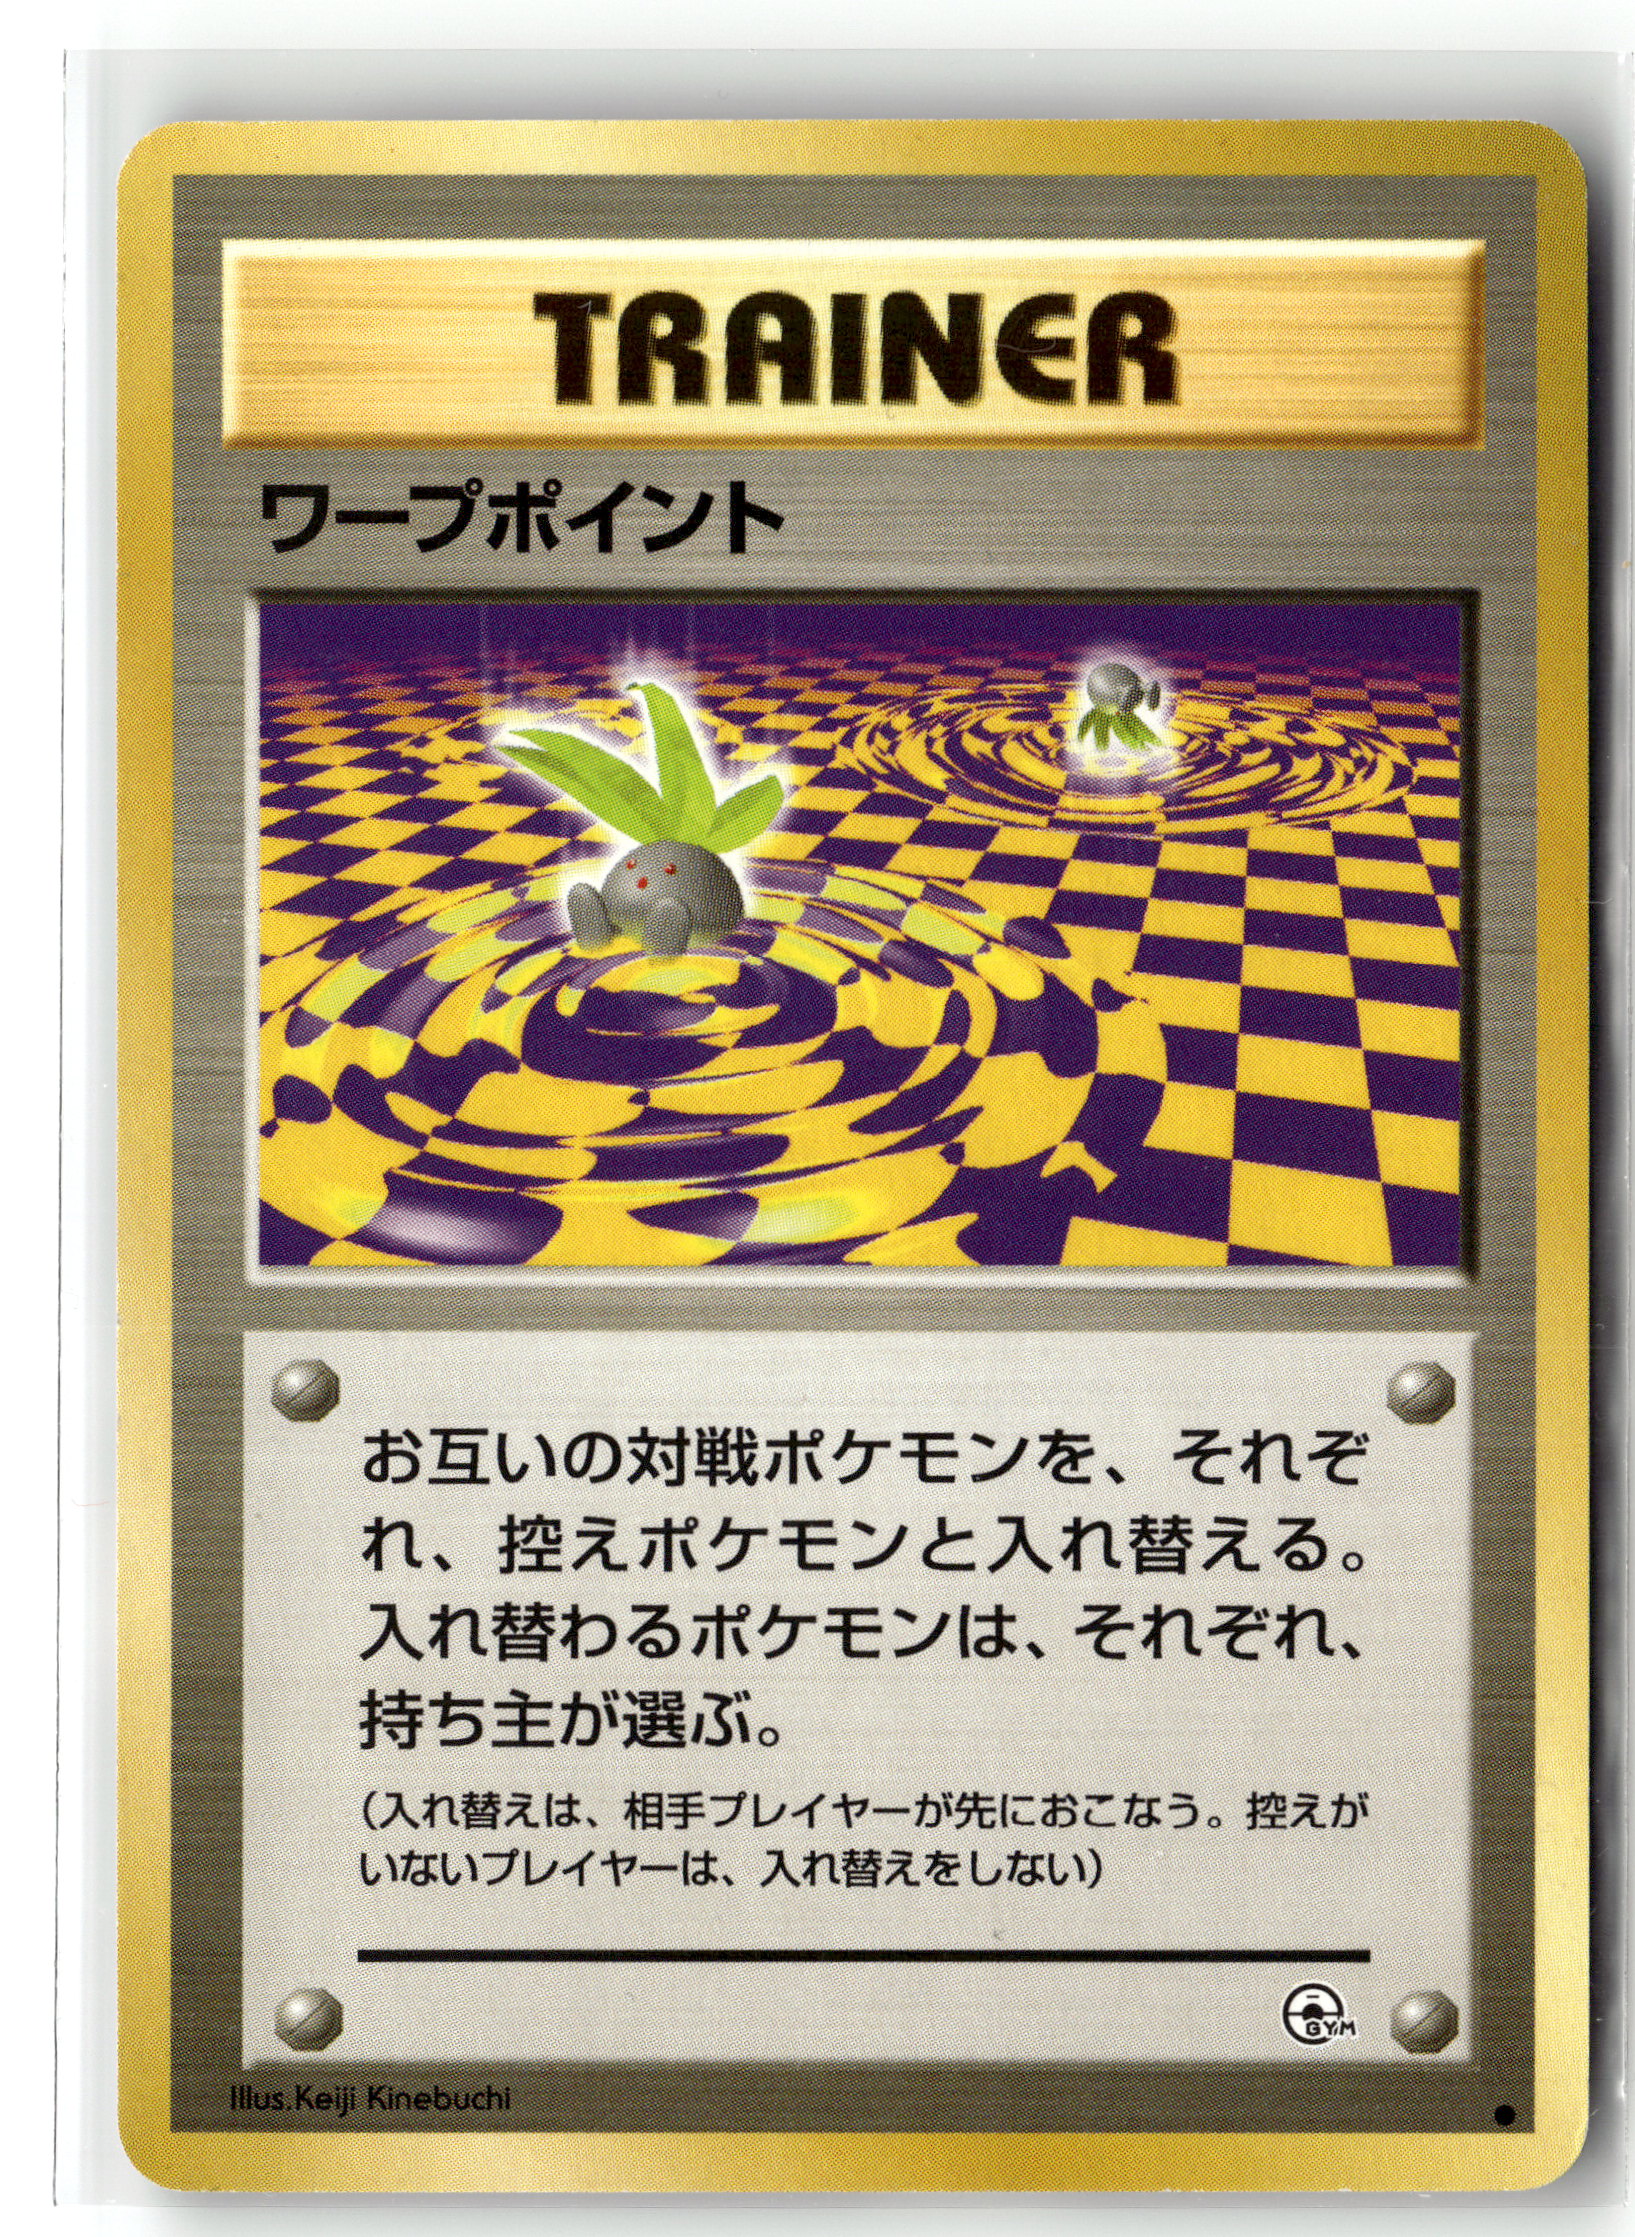 TRAINER
ワープポイント
お互いの対戦ポケモンを、それぞ
れ、控えポケモンと入れ替える。
入れ替わるポケモンは、それぞれ、
持ち主が選ぶ。
（入れ替えは、相手プレイヤーが先におこなう。控えが
いないプレイヤーは、入れ替えをしない）
GYM
Illus.Keiji Kinebuchi